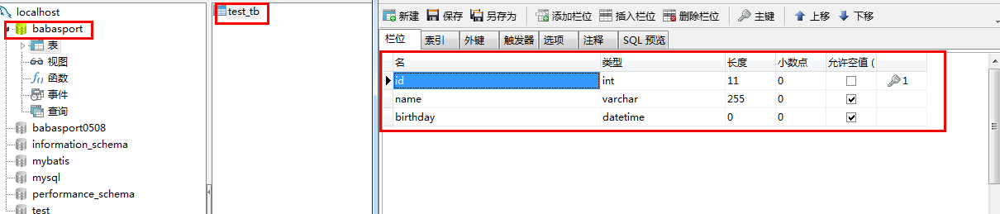 localhost
babasport
表
视图
函数
事件
查询
babasport0508
information_schema
mybatis
mysql
performance_schema
test
test_tb
新建 保存 另存为 添加栏位 插入栏位 删除栏位 主键 上移 下移
栏位 索引 外键 触发器 选项 注释 SQL 预览
名 类型 长度 小数点 允许空值 (
id int 11 0 1
name varchar 255 0
birthday datetime 0 0